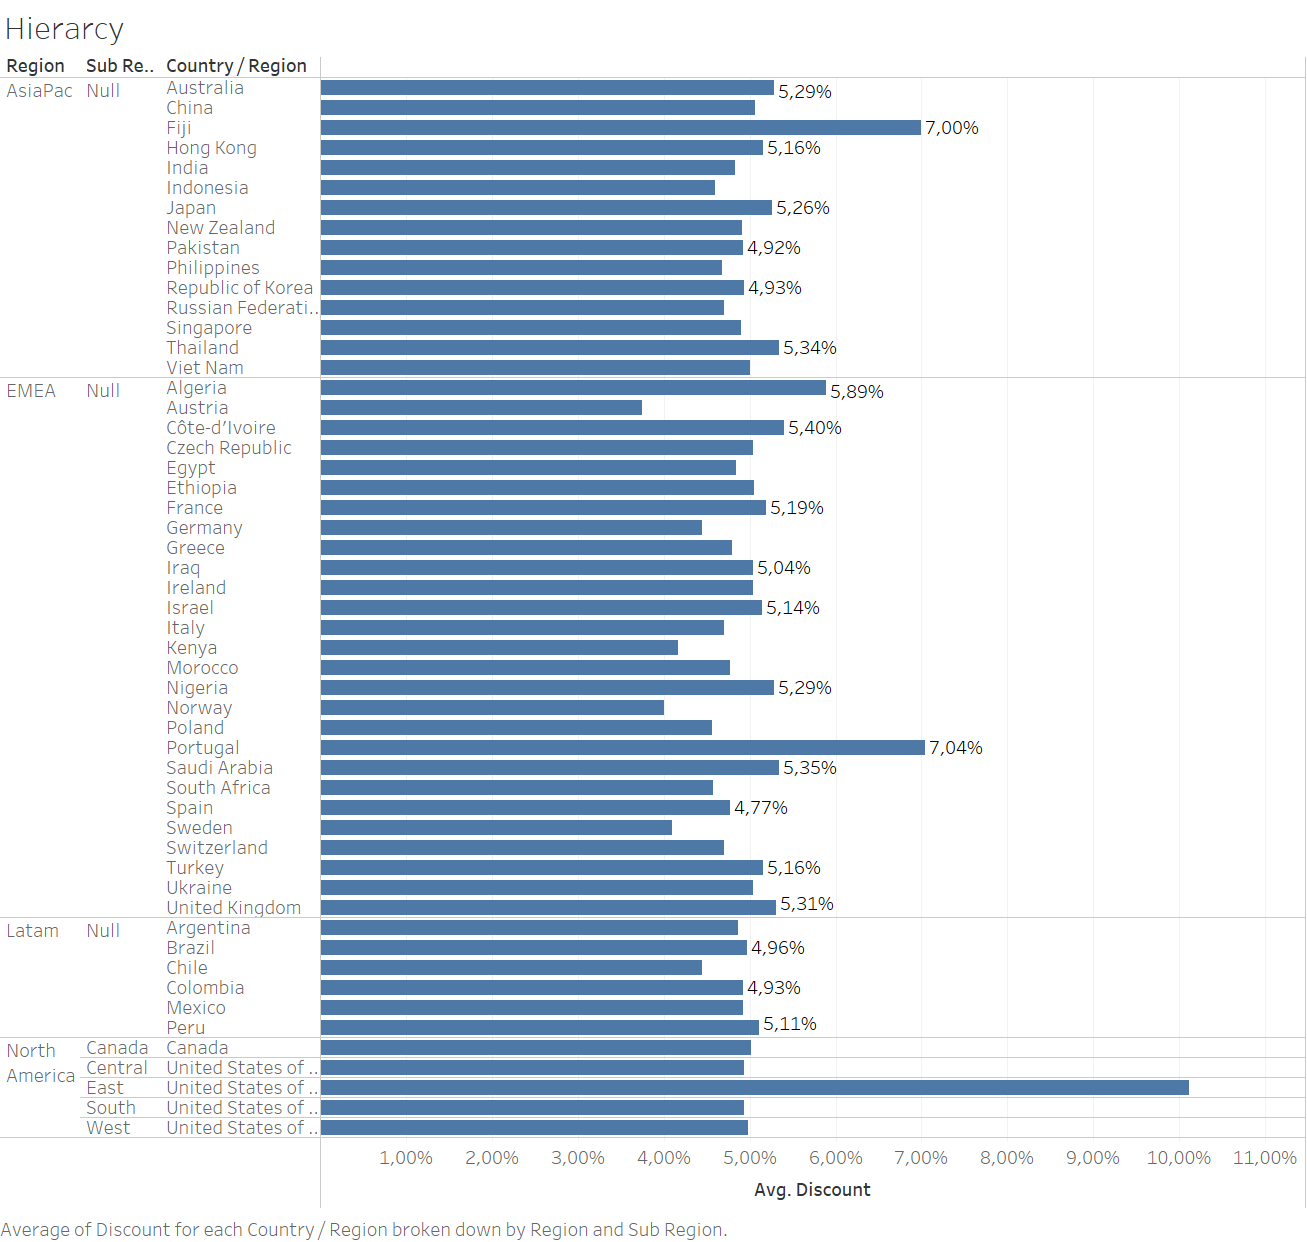 Hierarcy
Region Sub Re.. Country / Region
AsiaPac Null Australia 5,29%
China
Fiji 7,00%
Hong Kong 5,16%
India
Indonesia
Japan 5,26%
New Zealand
Pakistan 4,92%
Philippines
Republic of Korea 4,93%
Russian Federati..
Singapore
Thailand 5,34%
Viet Nam
EMEA Null Algeria 5,89%
Austria
Côte-d'Ivoire 5,40%
Czech Republic
Egypt
Ethiopia
France 5,19%
Germany
Greece
Iraq 5,04%
Ireland
Israel 5,14%
Italy
Kenya
Morocco
Nigeria 5,29%
Norway
Poland
Portugal 7,04%
Saudi Arabia 5,35%
South Africa
Spain 4,77%
Sweden
Switzerland
Turkey 5,16%
Ukraine
United Kingdom 5,31%
Latam Null Argentina
Brazil 4,96%
Chile
Colombia 4,93%
Mexico
Peru 5,11%
North America Canada Canada
Central United States of ..
East United States of ..
South United States of ..
West United States of ..
1,00% 2,00% 3,00% 4,00% 5,00% 6,00% 7,00% 8,00% 9,00% 10,00% 11,00%
Avg. Discount
Average of Discount for each Country / Region broken down by Region and Sub Region.